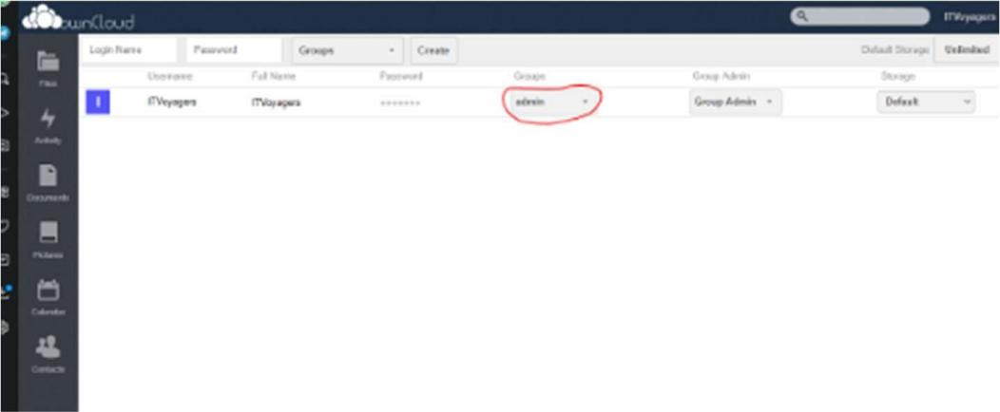 ownCloud ITVoyagers
Login Name Password Groups Create Default Storage Unlimited
Username Full Name Password Groups Group Admin Storage
I ITVoyagers ITVoyagers ●●●●●●● admin Group Admin Default
Files
Activity
Documents
Pictures
Calendar
Contacts